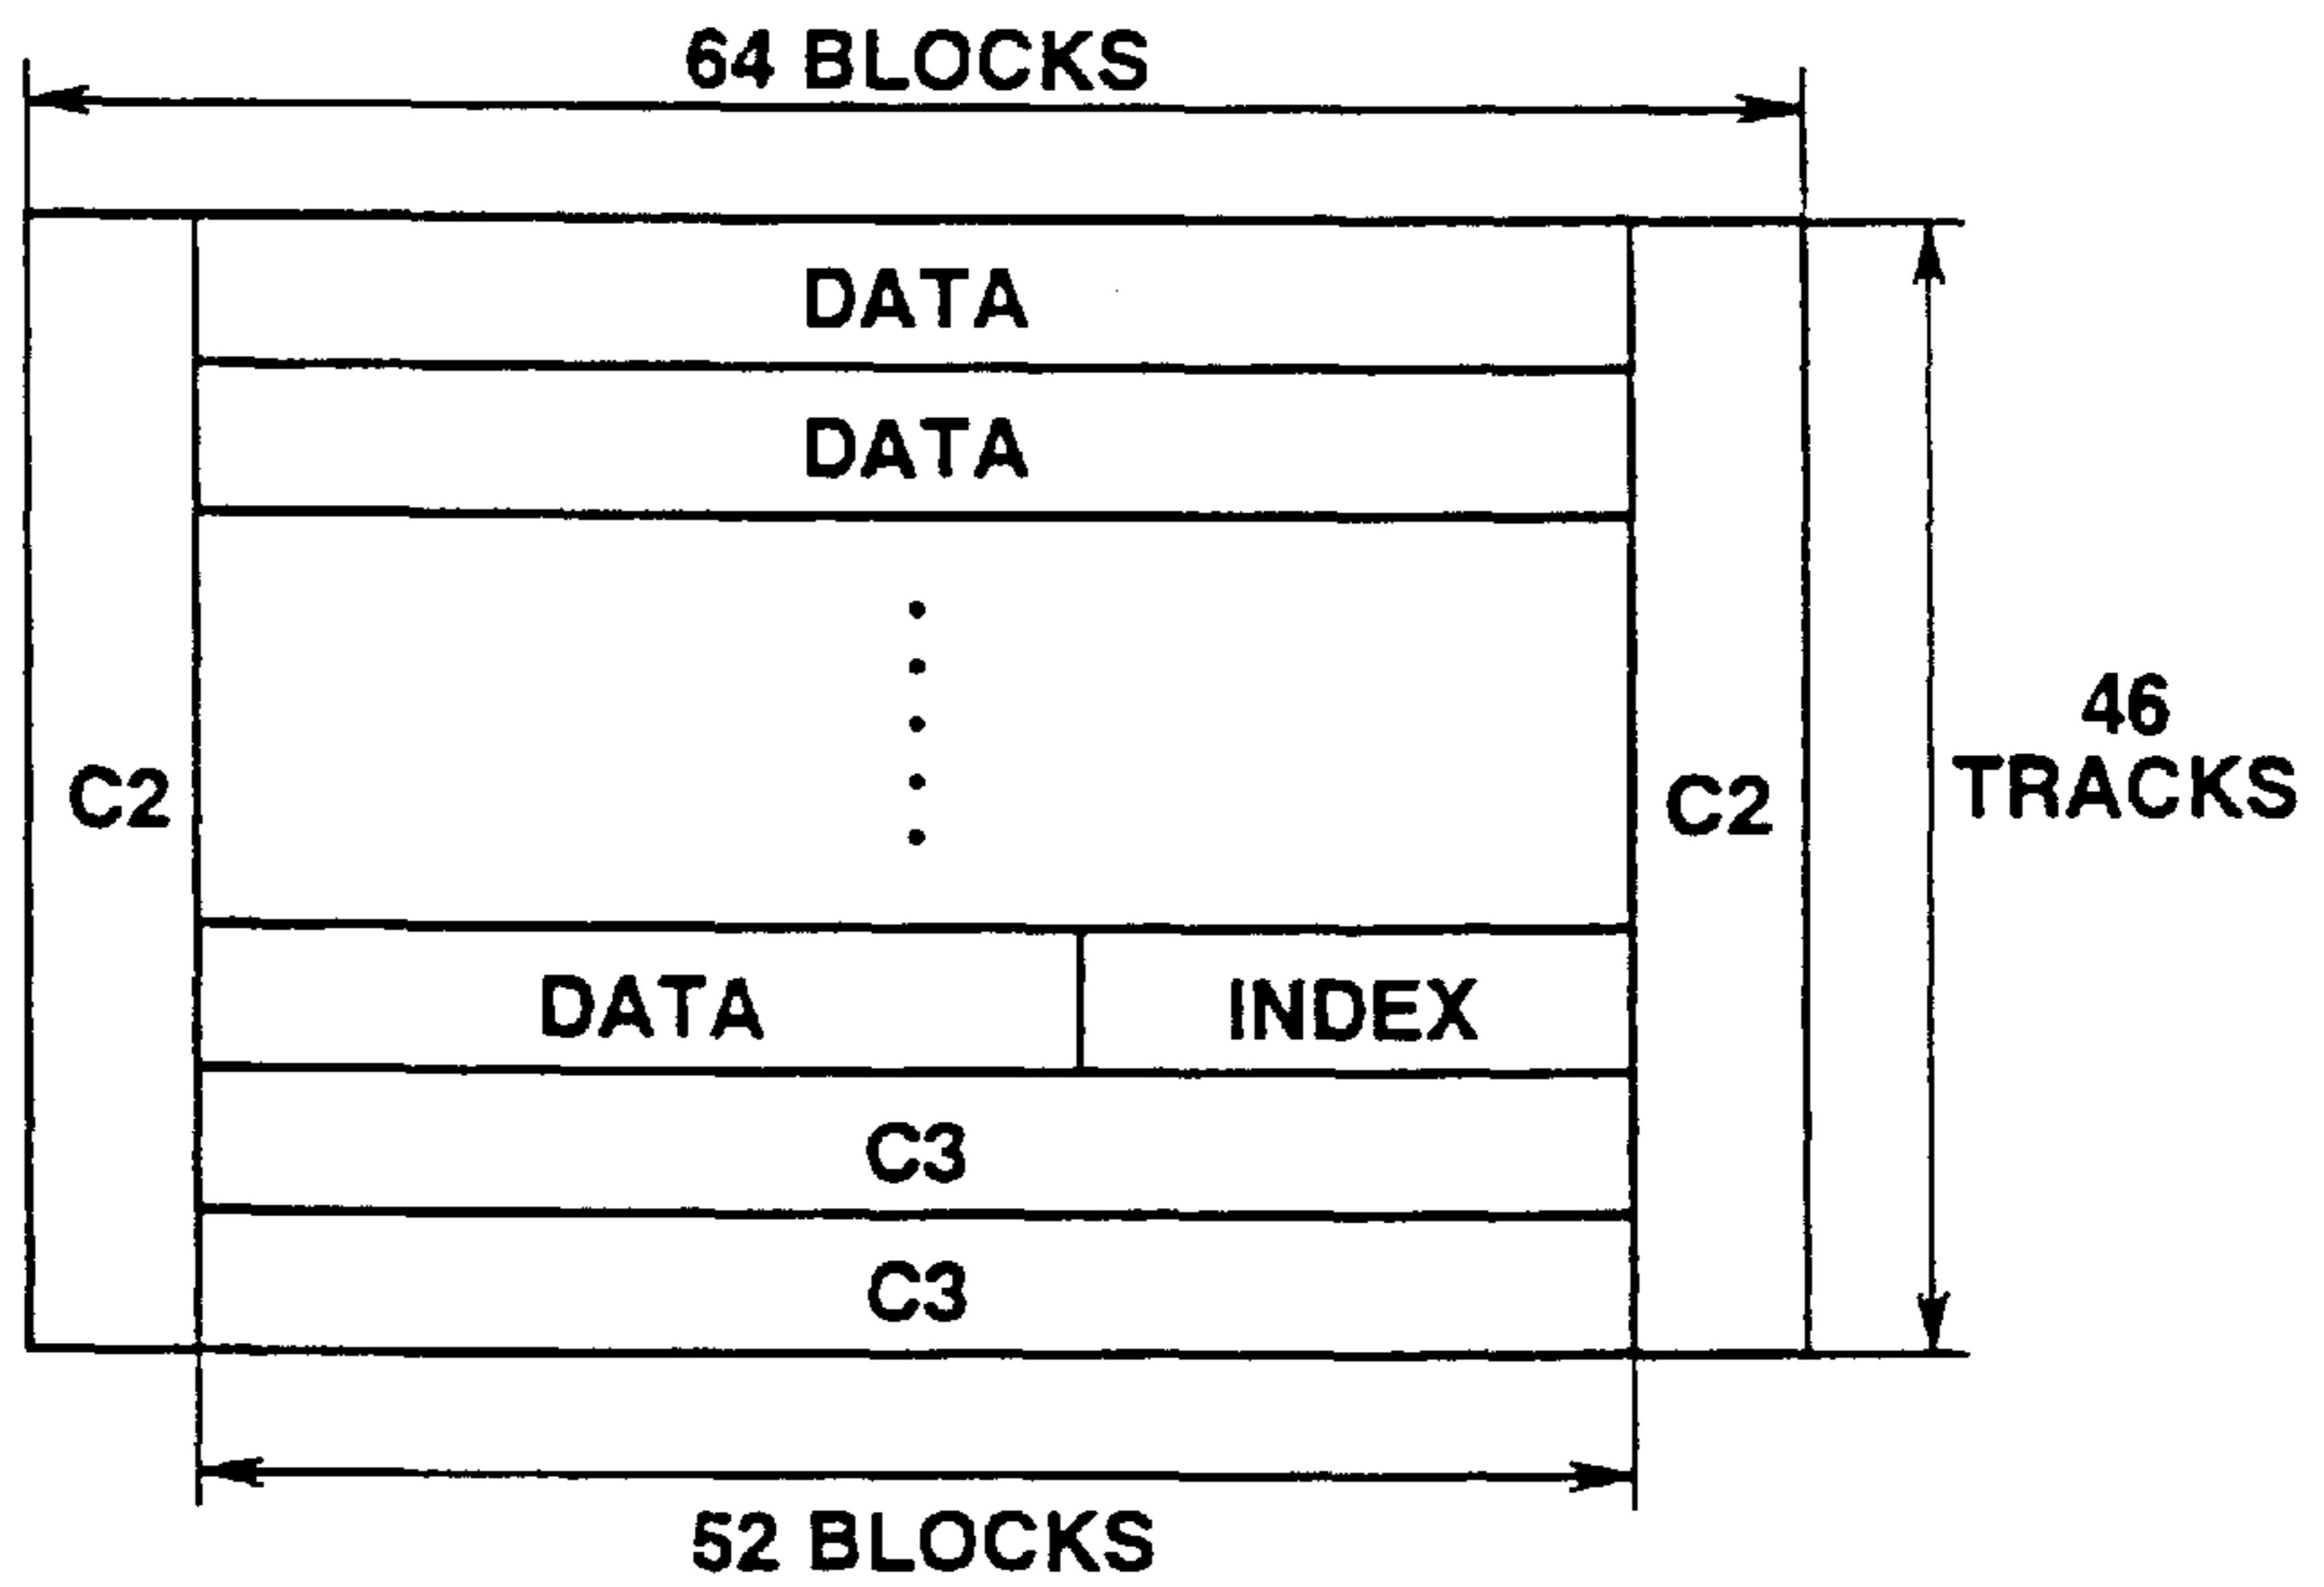 64 BLOCKS
DATA
DATA
46
TRACKS
C2
C2
DATA INDEX
C3
C3
52 BLOCKS